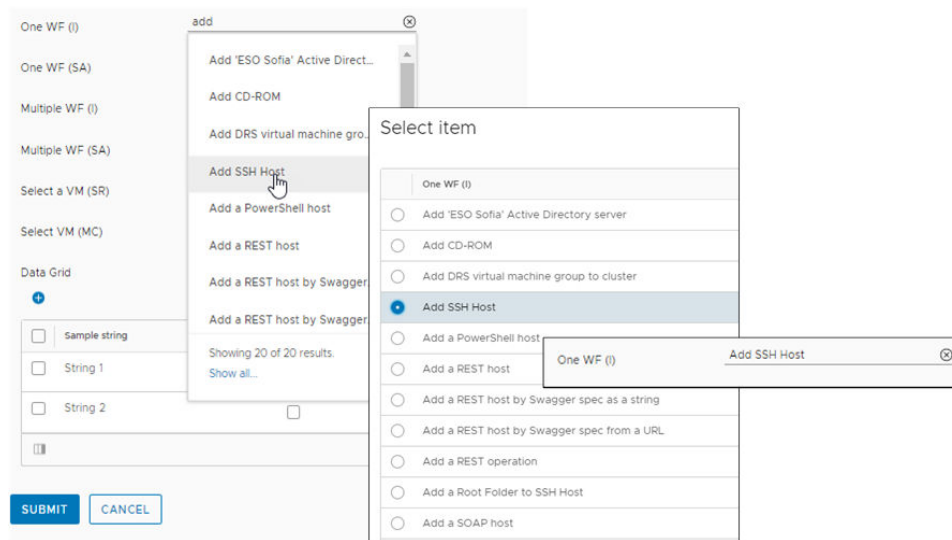 One WF (I)
add
One WF (SA)
Multiple WF (I)
Multiple WF (SA)
Select a VM (SR)
Select VM (MC)
Data Grid
Sample string
String 1
String 2
SUBMIT
CANCEL
Add 'ESO Sofia' Active Direct...
Add CD-ROM
Add DRS virtual machine gro...
Add SSH Host
Add a PowerShell host
Add a REST host
Add a REST host by Swagger
Add a REST host by Swagger
Showing 20 of 20 results.
Show all...
Select item
One WF (I)
Add 'ESO Sofia' Active Directory server
Add CD-ROM
Add DRS virtual machine group to cluster
Add SSH Host
Add a PowerShell host
Add a REST host
Add a REST host by Swagger spec as a string
Add a REST host by Swagger spec from a URL
Add a REST operation
Add a Root Folder to SSH Host
Add a SOAP host
One WF (I)
Add SSH Host